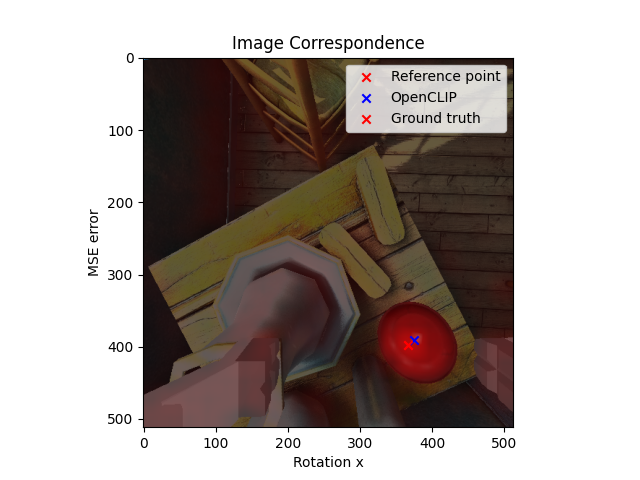 Image Correspondence
Reference point
OpenCLIP
Ground truth
MSE error
0
100
200
300
400
500
0 100 200 300 400 500
Rotation x